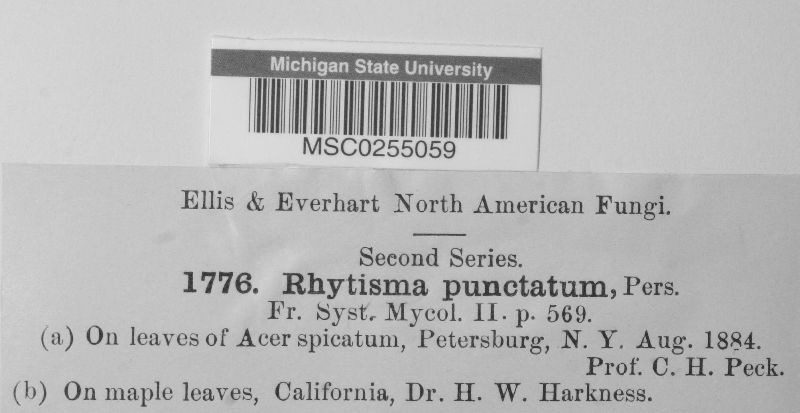 Michigan State University
MSC0255059
Ellis & Everhart North American Fungi.
Second Series.
1776. Rhytisma punctatum, Pers.
Fr. Syst. Mycol. II. p. 569.
(a) On leaves of Acer spicatum, Petersburg, N. Y. Aug. 1884.
Prof. C. H. Peck.
(b) On maple leaves, California, Dr. H. W. Harkness.